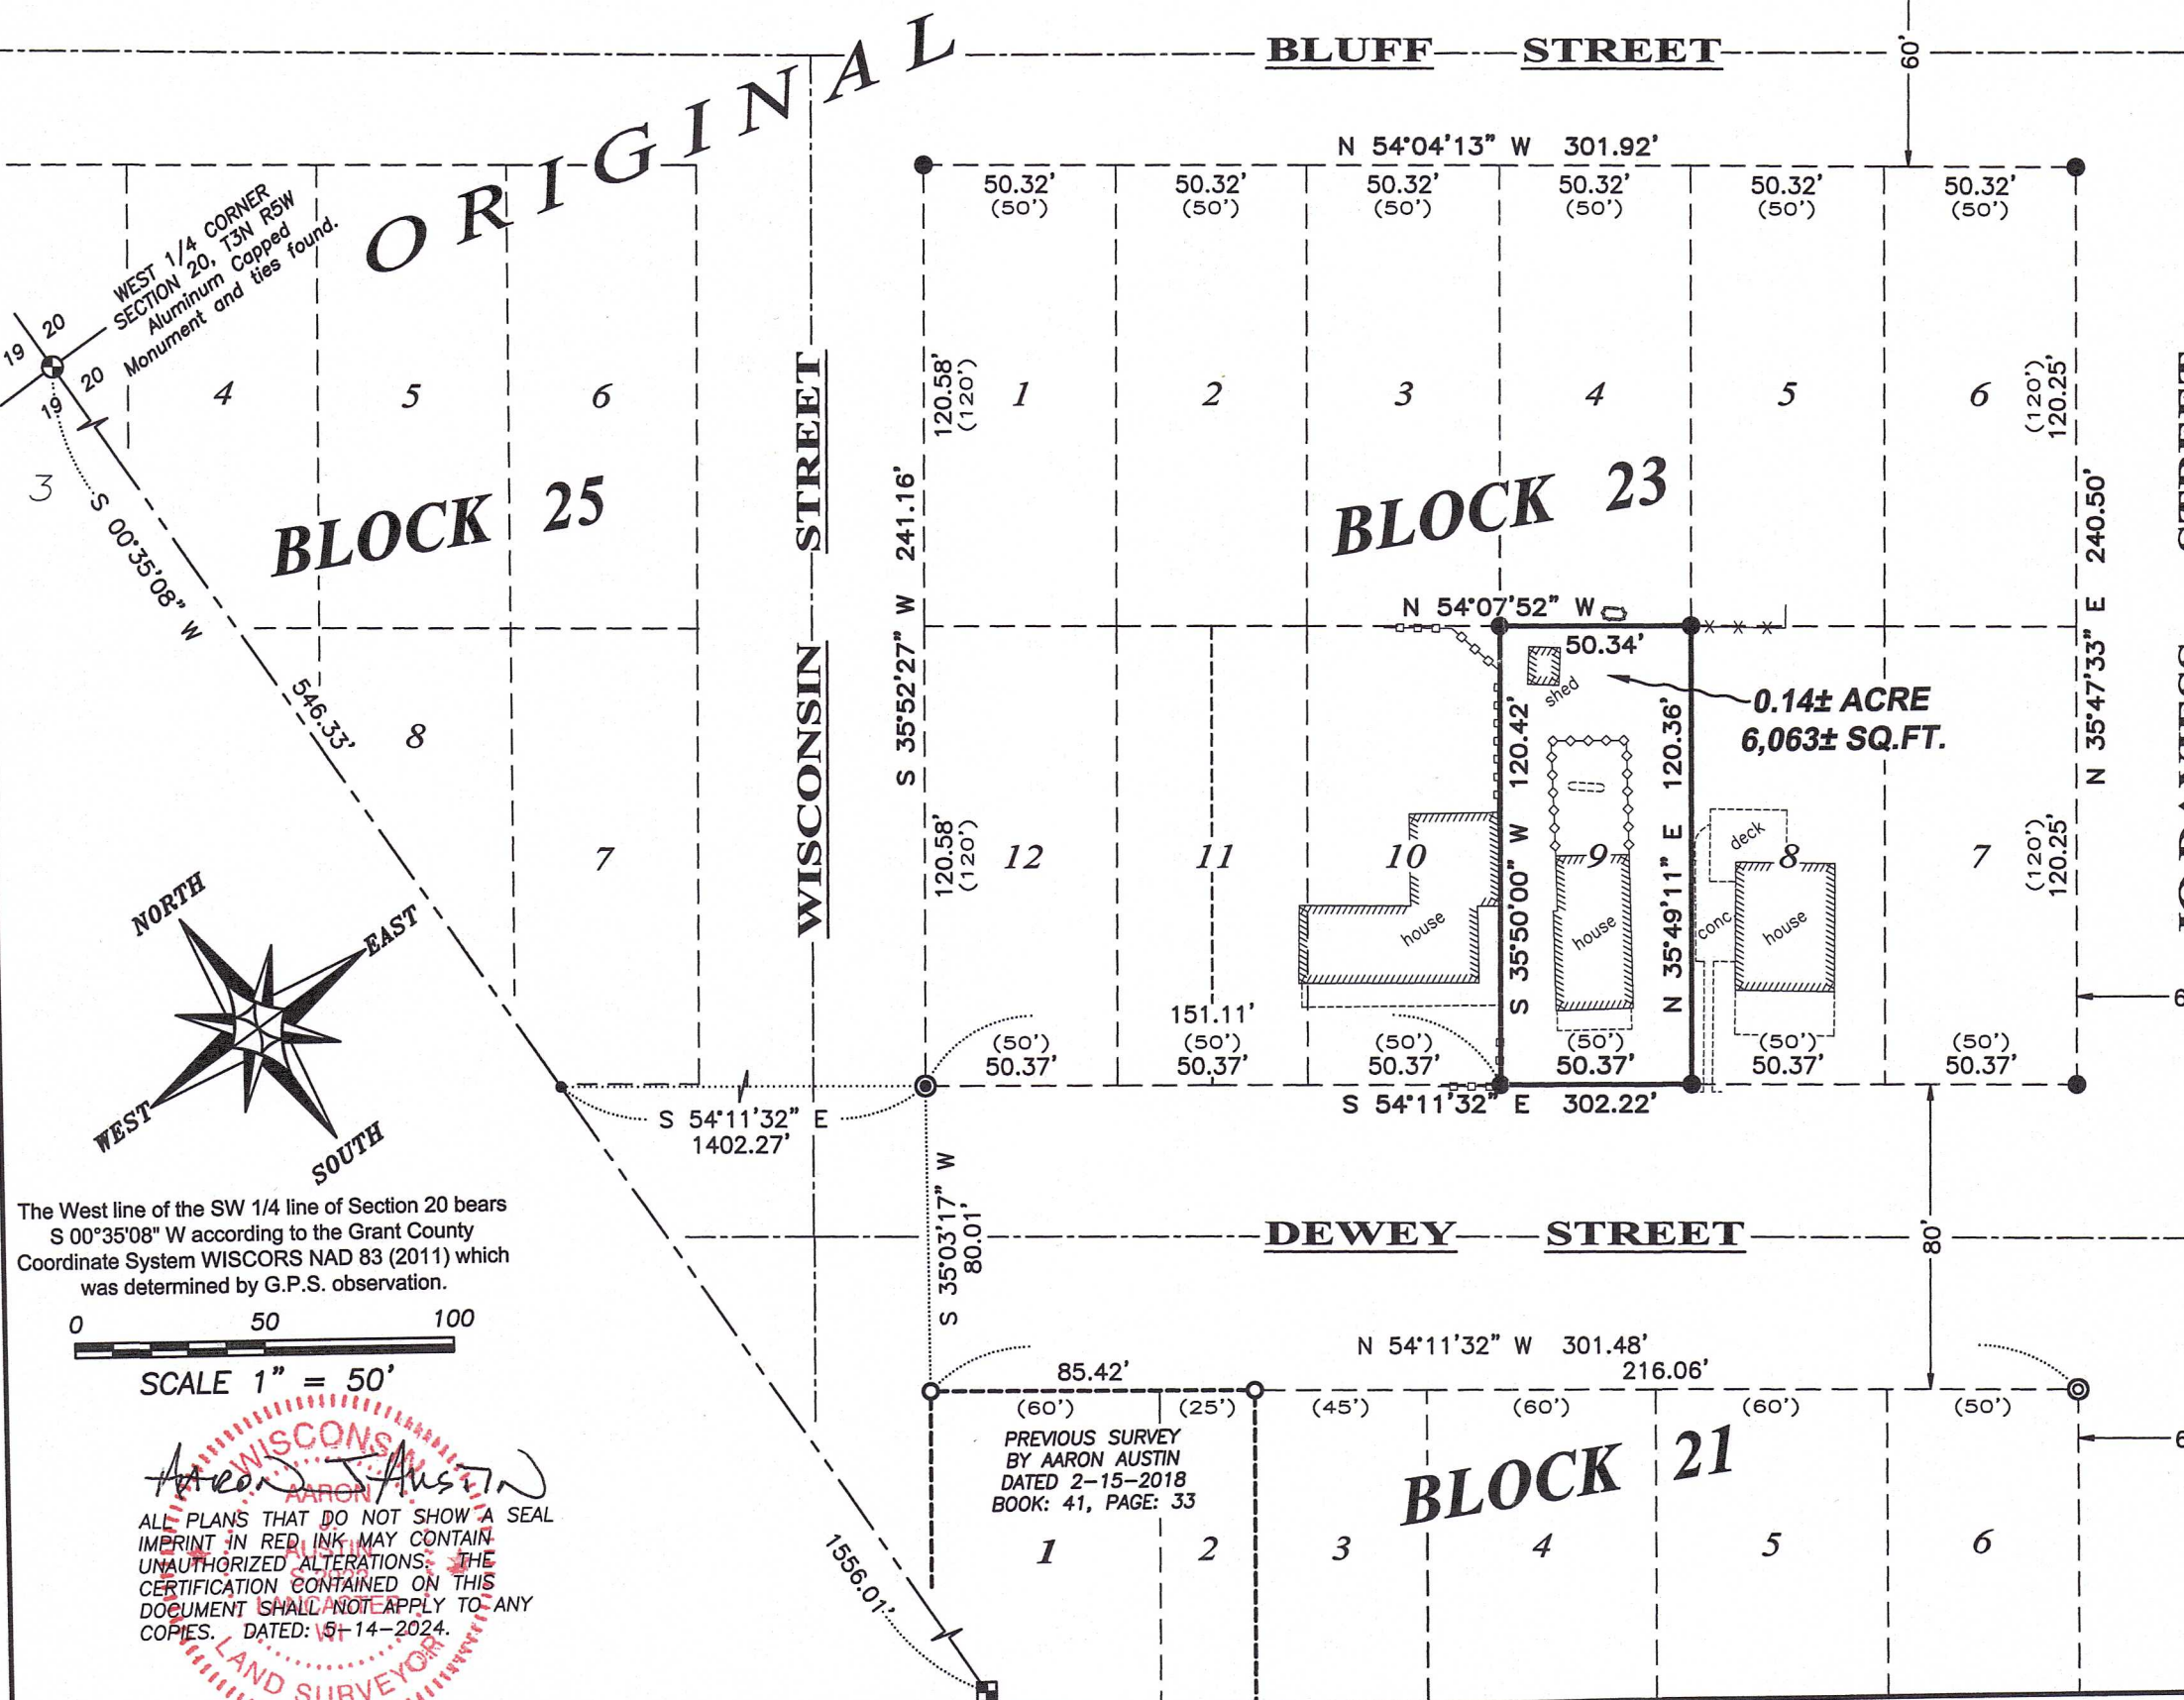 BLUFF STREET
60'
ORIGINAL
N 54°04'13" W 301.92'
50.32' 50.32' 50.32' 50.32' 50.32' 50.32'
(50') (50') (50') (50') (50') (50')
WEST 1/4 CORNER
SECTION 20, T3N R5W
Aluminum Capped
Monument and ties found.
20
19
20
19
3
S 00°35'08" W
546.33'
4 5 6
BLOCK 25
8
7
WISCONSIN STREET
S 35°52'27" W 241.16'
120.58'
(120')
1 2 3 4 5 6
(120')
120.25'
BLOCK 23
N 35°47'33" E 240.50'
STREET
N 54°07'52" W
50.34'
shed
0.14± ACRE
6,063± SQ.FT.
S 35°50'00" W 120.42'
N 35°49'11" E 120.36'
120.58'
(120')
12 11 10 9 8 7
(120')
120.25'
house
house
deck
conc.
house
151.11'
(50') (50') (50') (50') (50') (50')
50.37' 50.37' 50.37' 50.37' 50.37' 50.37'
S 54°11'32" E 302.22'
S 54°11'32" E
1402.27'
NORTH
EAST
WEST
SOUTH
The West line of the SW 1/4 line of Section 20 bears
S 00°35'08" W according to the Grant County
Coordinate System WISCORS NAD 83 (2011) which
was determined by G.P.S. observation.
0 50 100
SCALE 1" = 50'
S 35°03'17" W
80.01'
DEWEY STREET
80'
N 54°11'32" W 301.48'
85.42' 216.06'
(60') (25') (45') (60') (60') (50')
PREVIOUS SURVEY
BY AARON AUSTIN
DATED 2-15-2018
BOOK: 41, PAGE: 33
BLOCK 21
1 2 3 4 5 6
1556.01'
AARON J AUSTIN
ALL PLANS THAT DO NOT SHOW A SEAL
IMPRINT IN RED INK MAY CONTAIN
UNAUTHORIZED ALTERATIONS. THE
CERTIFICATION CONTAINED ON THIS
DOCUMENT SHALL NOT APPLY TO ANY
COPIES. DATED: 5-14-2024.
WISCONSIN
AARON
J.
AUSTIN
S-2922
LANCASTER
WI
LAND SURVEYOR